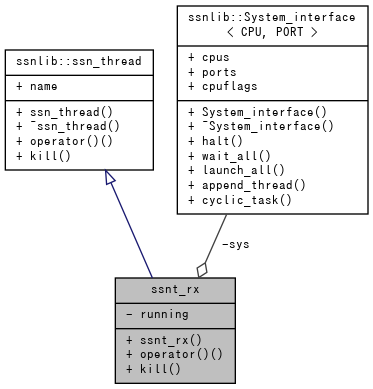 ssnlib::ssn_thread
+ name
+ ssn_thread()
+ ~ssn_thread()
+ operator()()
+ kill()
ssnlib::System_interface
< CPU, PORT >
+ cpus
+ ports
+ cpuflags
+ System_interface()
+ ~System_interface()
+ halt()
+ wait_all()
+ launch_all()
+ append_thread()
+ cyclic_task()
-sys
ssnt_rx
- running
+ ssnt_rx()
+ operator()()
+ kill()